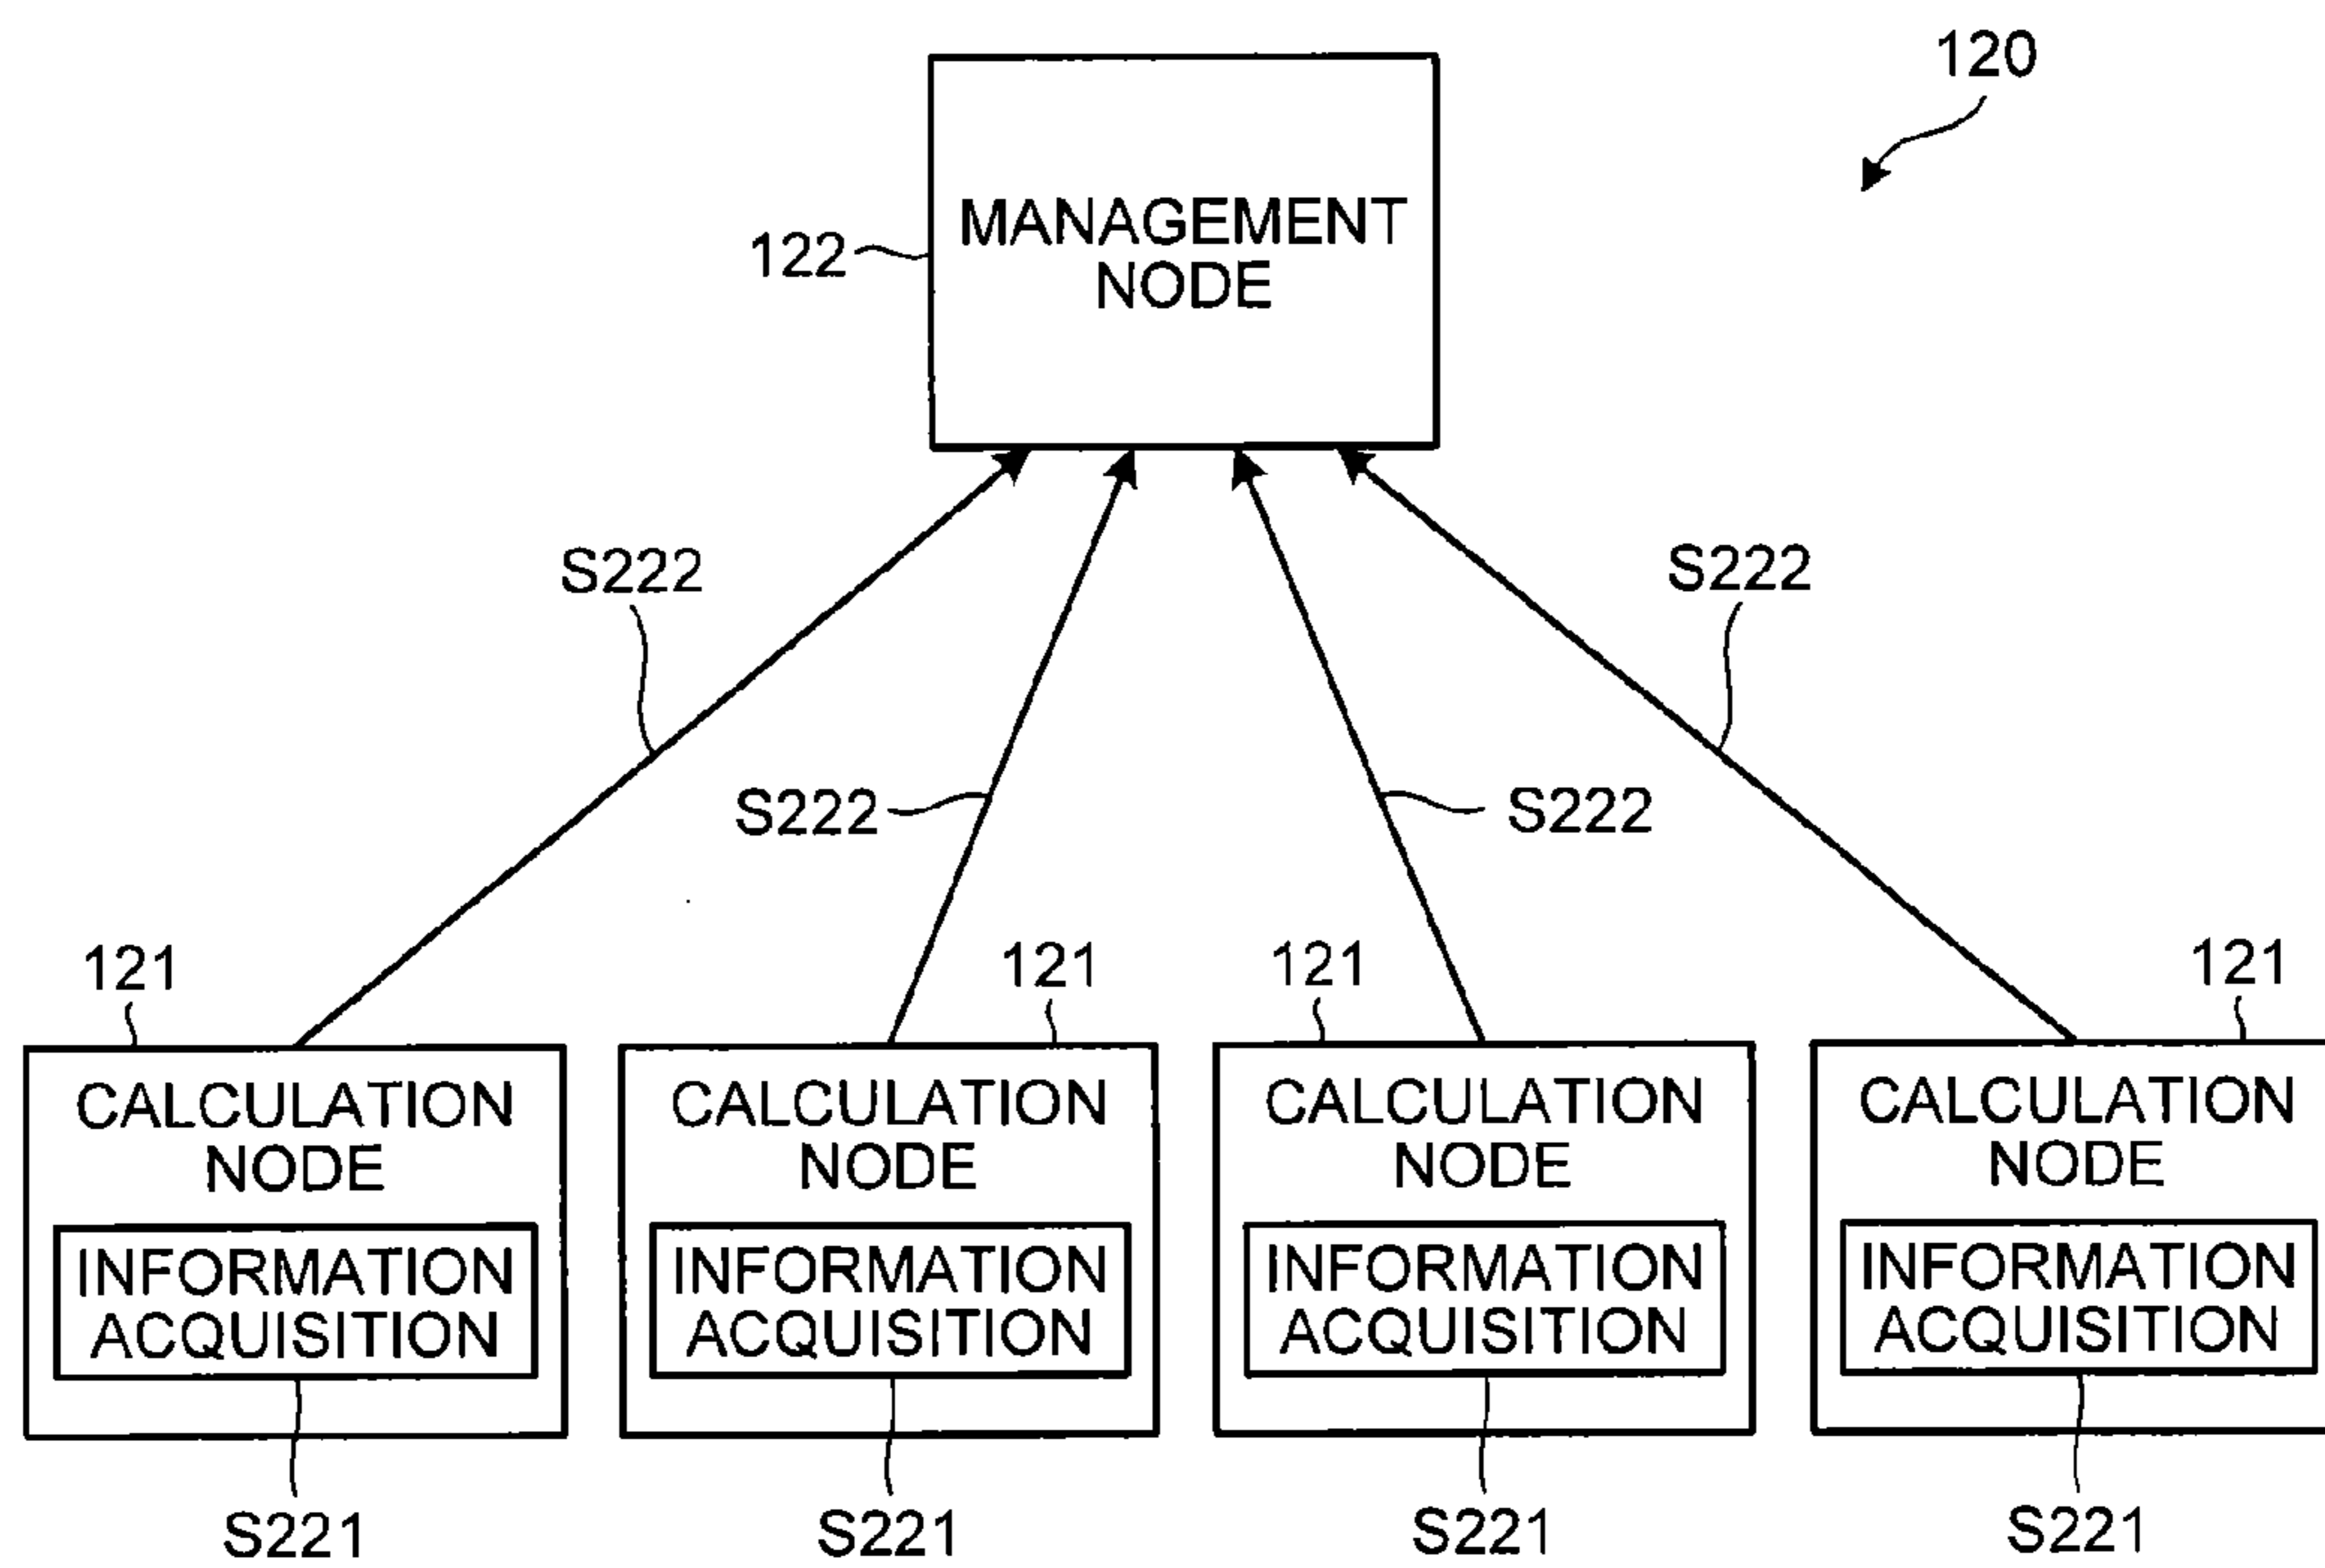 120
MANAGEMENT
NODE
122
S222
S222
S222
S222
121
121
121
121
CALCULATION
NODE
INFORMATION
ACQUISITION
CALCULATION
NODE
INFORMATION
ACQUISITION
CALCULATION
NODE
INFORMATION
ACQUISITION
CALCULATION
NODE
INFORMATION
ACQUISITION
S221
S221
S221
S221